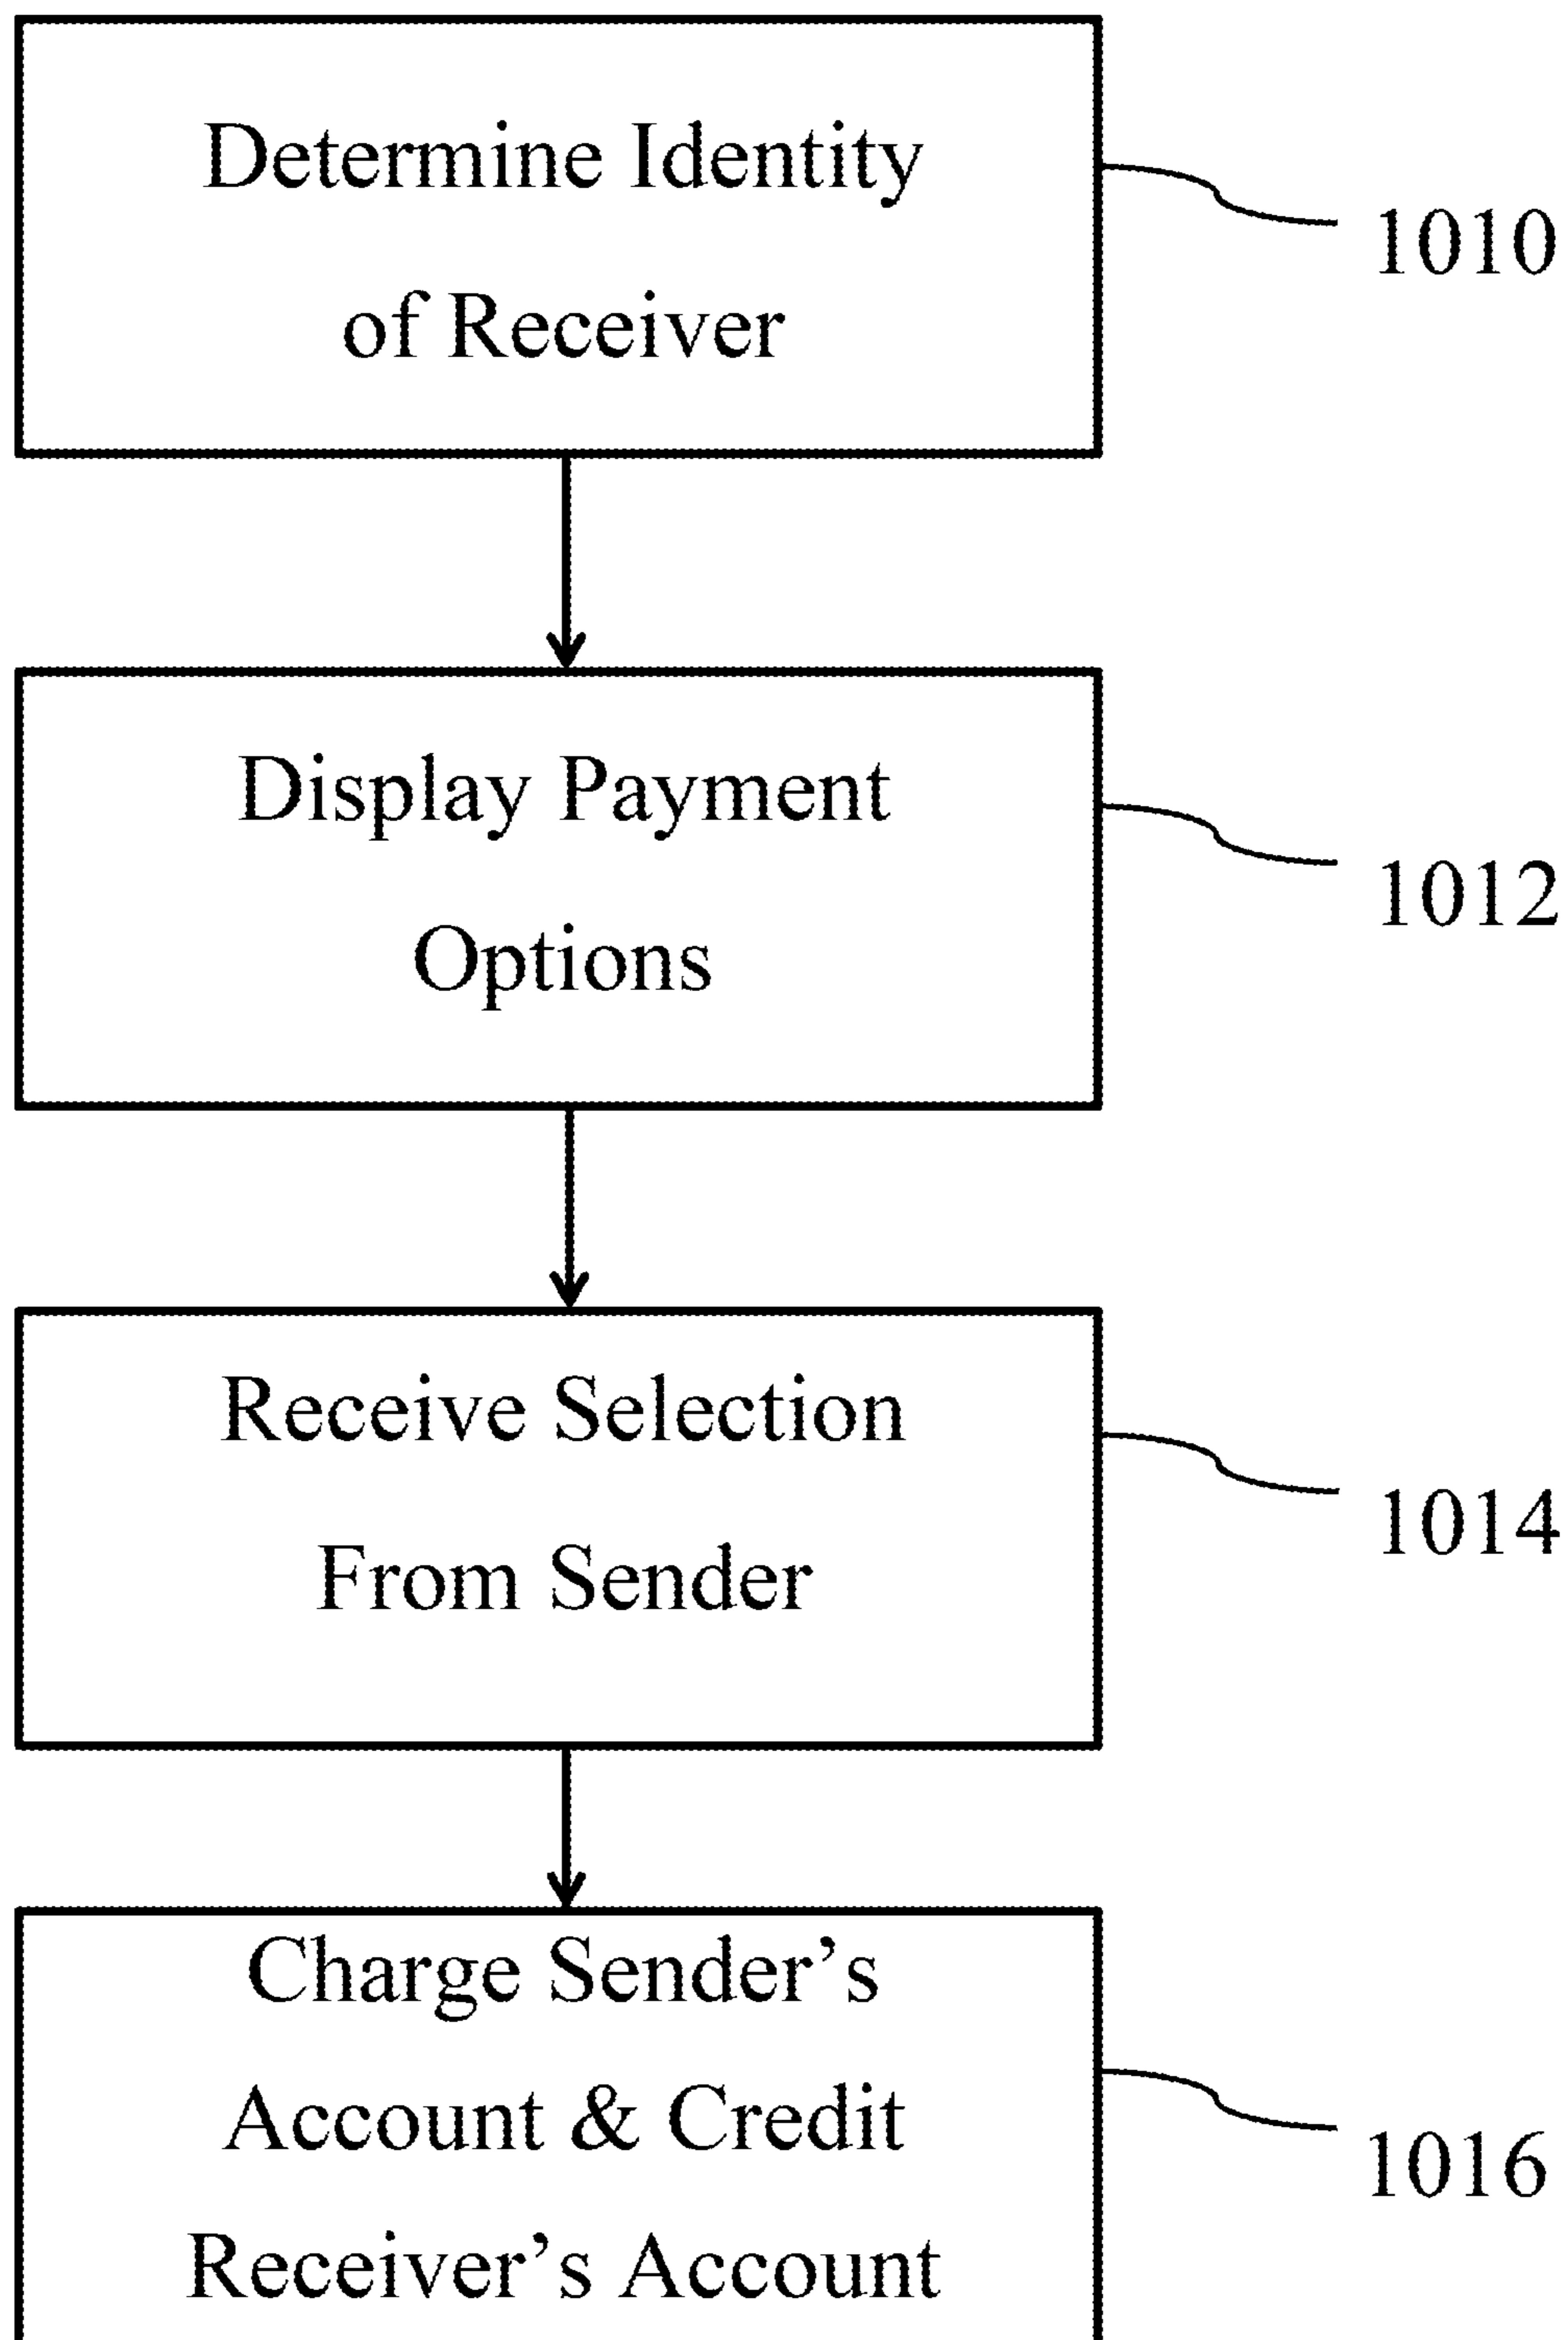 Determine Identity
of Receiver
1010
Display Payment
Options
1012
Receive Selection
From Sender
1014
Charge Sender’s
Account & Credit
Receiver’s Account
1016